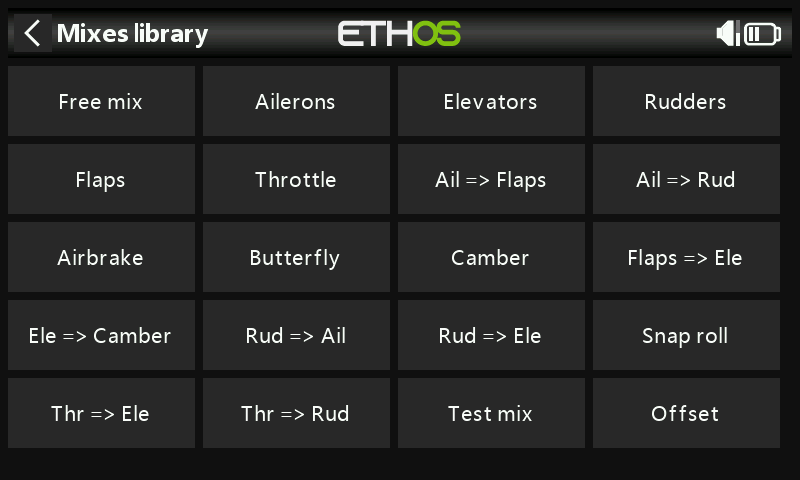 Mixes library
ETHOS
Free mix
Ailerons
Elevators
Rudders
Flaps
Throttle
Ail => Flaps
Ail => Rud
Airbrake
Butterfly
Camber
Flaps => Ele
Ele => Camber
Rud => Ail
Rud => Ele
Snap roll
Thr => Ele
Thr => Rud
Test mix
Offset